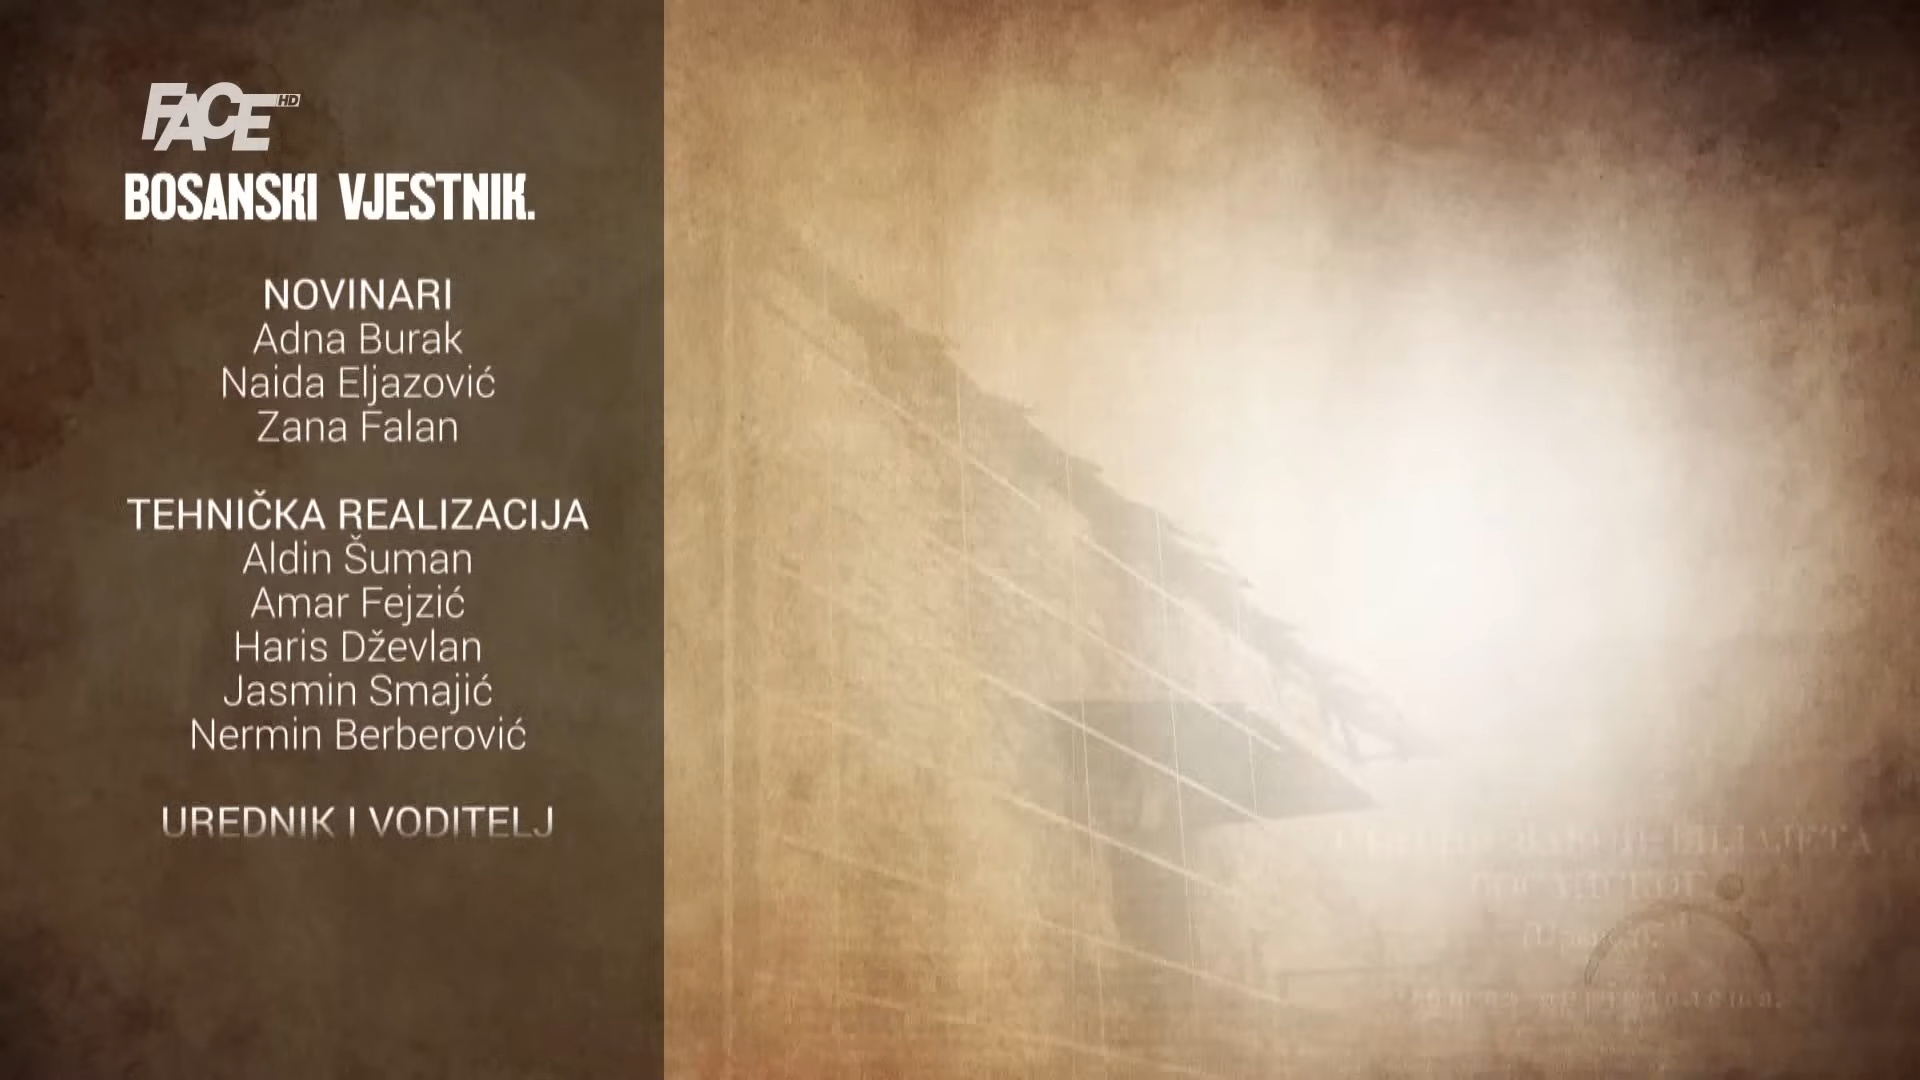 FACE HD
BOSANSKI VJESTNIK.
NOVINARI
Adna Burak
Naida Eljazović
Zana Falan
TEHNIČKA REALIZACIJA
Aldin Šuman
Amar Fejzić
Haris Dževlan
Jasmin Smajić
Nermin Berberović
UREDNIK I VODITELJ